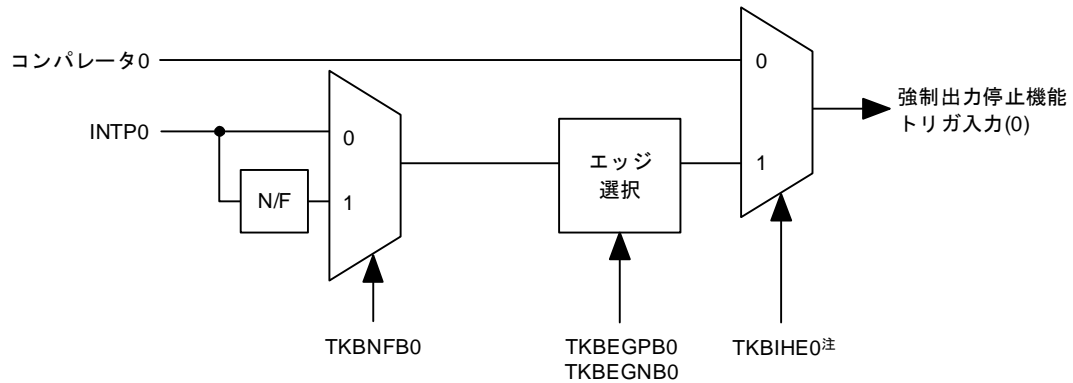 コンパレータ0
0
強制出力停止機能
トリガ入力(0)
INTP0
0
エッジ
選択
1
N/F
1
TKBNFB0
TKBEGPB0
TKBEGNB0
TKBIHE0注